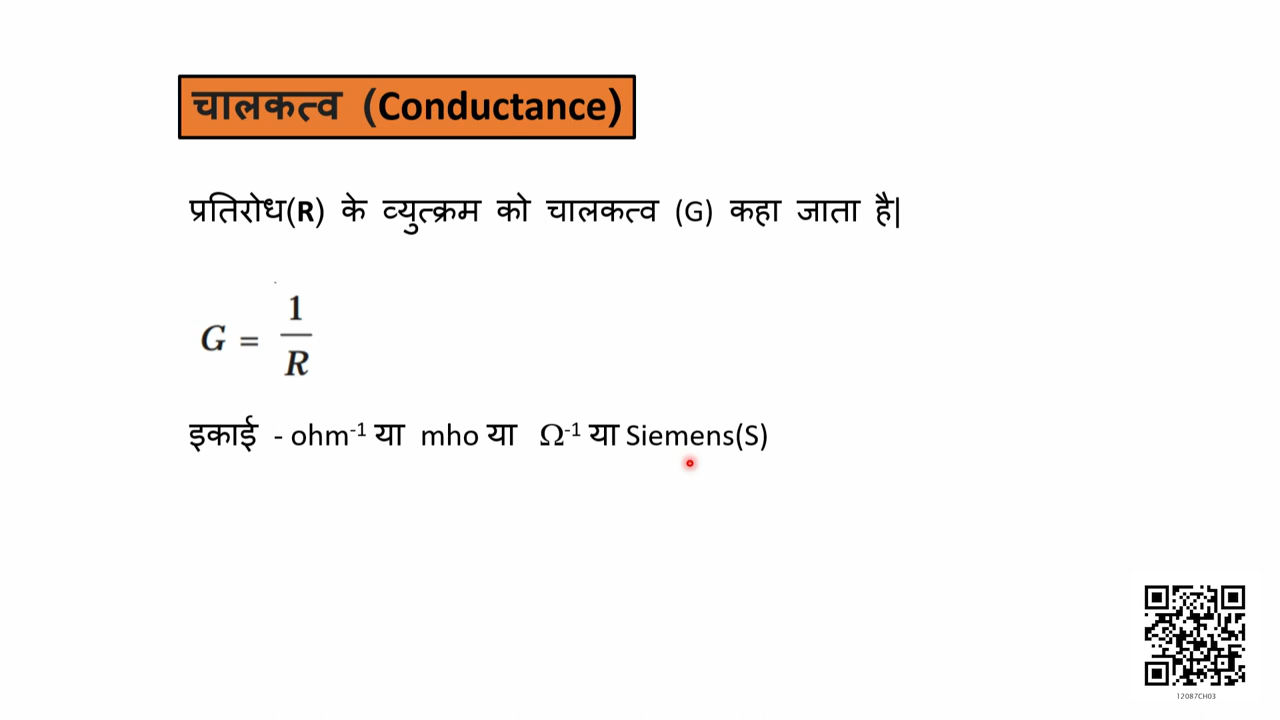 चालकत्व (Conductance)
प्रतिरोध(R) के व्युत्क्रम को चालकत्व (G) कहा जाता है|
G = 1/R
इकाई - ohm⁻¹ या mho या Ω⁻¹ या Siemens(S)
12087CH03